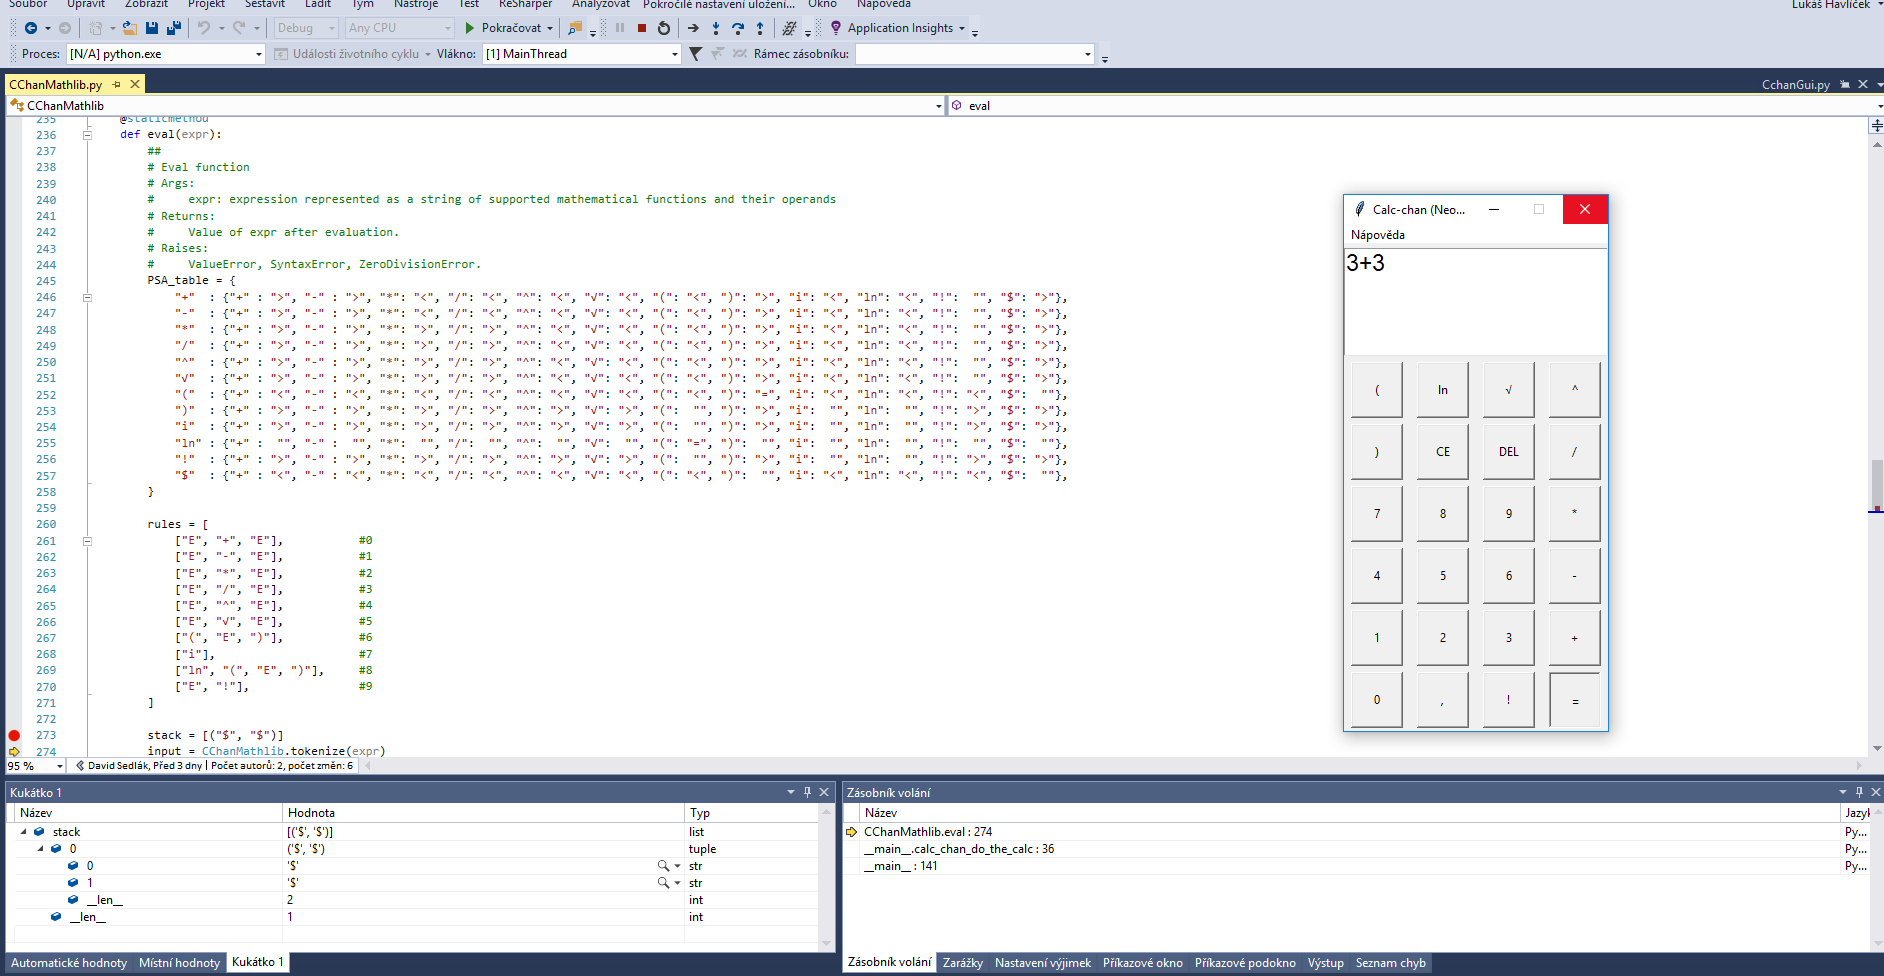 Soubor Upravit Zobrazit Projekt Sestavit Ladit Tým Nástroje Test ReSharper Analyzovat Pokročilé nastavení uložení... Okno Nápověda Lukáš Havlíček
Debug Any CPU Pokračovat Application Insights
Proces: [N/A] python.exe Události životního cyklu Vlákno: [1] MainThread Rámec zásobníku:
CChanMathlib.py CchanGui.py
CChanMathlib eval
235 @staticmethod
236 def eval(expr):
237 ##
238 # Eval function
239 # Args:
240 # expr: expression represented as a string of supported mathematical functions and their operands
241 # Returns:
242 # Value of expr after evaluation.
243 # Raises:
244 # ValueError, SyntaxError, ZeroDivisionError.
245 PSA_table = {
246 "+" : {"+" : ">", "-" : ">", "*": "<", "/": "<", "^": "<", "√": "<", "(": "<", ")": ">", "i": "<", "ln": "<", "!": "", "$": ">"},
247 "-" : {"+" : ">", "-" : ">", "*": "<", "/": "<", "^": "<", "√": "<", "(": "<", ")": ">", "i": "<", "ln": "<", "!": "", "$": ">"},
248 "*" : {"+" : ">", "-" : ">", "*": ">", "/": ">", "^": "<", "√": "<", "(": "<", ")": ">", "i": "<", "ln": "<", "!": "", "$": ">"},
249 "/" : {"+" : ">", "-" : ">", "*": ">", "/": ">", "^": "<", "√": "<", "(": "<", ")": ">", "i": "<", "ln": "<", "!": "", "$": ">"},
250 "^" : {"+" : ">", "-" : ">", "*": ">", "/": ">", "^": "<", "√": "<", "(": "<", ")": ">", "i": "<", "ln": "<", "!": "", "$": ">"},
251 "√" : {"+" : ">", "-" : ">", "*": ">", "/": ">", "^": "<", "√": "<", "(": "<", ")": ">", "i": "<", "ln": "<", "!": "", "$": ">"},
252 "(" : {"+" : "<", "-" : "<", "*": "<", "/": "<", "^": "<", "√": "<", "(": "<", ")": "=", "i": "<", "ln": "<", "!": "<", "$": ""},
253 ")" : {"+" : ">", "-" : ">", "*": ">", "/": ">", "^": ">", "√": ">", "(": "", ")": ">", "i": "", "ln": "", "!": ">", "$": ">"},
254 "i" : {"+" : ">", "-" : ">", "*": ">", "/": ">", "^": ">", "√": ">", "(": "", ")": ">", "i": "", "ln": "", "!": ">", "$": ">"},
255 "ln" : {"+" : "", "-" : "", "*": "", "/": "", "^": "", "√": "", "(": "=", ")": "", "i": "", "ln": "", "!": "", "$": ""},
256 "!" : {"+" : ">", "-" : ">", "*": ">", "/": ">", "^": ">", "√": ">", "(": "", ")": ">", "i": "", "ln": "", "!": ">", "$": ">"},
257 "$" : {"+" : "<", "-" : "<", "*": "<", "/": "<", "^": "<", "√": "<", "(": "<", ")": "", "i": "<", "ln": "<", "!": "<", "$": ""},
258 }
259
260 rules = [
261 ["E", "+", "E"], #0
262 ["E", "-", "E"], #1
263 ["E", "*", "E"], #2
264 ["E", "/", "E"], #3
265 ["E", "^", "E"], #4
266 ["E", "√", "E"], #5
267 ["(", "E", ")"], #6
268 ["i"], #7
269 ["ln", "(", "E", ")"], #8
270 ["E", "!"], #9
271 ]
272
273 stack = [("$", "$")]
274 input = CChanMathlib.tokenize(expr)
95 % David Sedlák, Před 3 dny | Počet autorů: 2, počet změn: 6
Calc-chan (Neo...
Nápověda
3+3
( ln √ ^
) CE DEL /
7 8 9 *
4 5 6 -
1 2 3 +
0 , ! =
Kukátko 1
Název Hodnota Typ
stack [('$', '$')] list
0 ('$', '$') tuple
0 '$' str
1 '$' str
__len__ 2 int
__len__ 1 int
Automatické hodnoty Místní hodnoty Kukátko 1
Zásobník volání
Název Jazyk
CChanMathlib.eval : 274 Py...
__main__.calc_chan_do_the_calc : 36 Py...
__main__ : 141 Py...
Zásobník volání Zarážky Nastavení výjimek Příkazové okno Příkazové podokno Výstup Seznam chyb